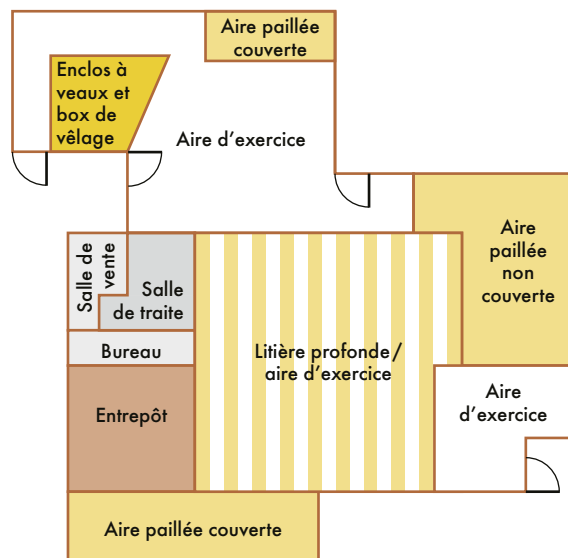 Aire paillée
couverte
Enclos à
veaux et
box de
vêlage
Aire d’exercice
Aire
paillée
non
couverte
Salle de
vente
Salle
de traite
Bureau
Litière profonde/
aire d’exercice
Aire
d’exercice
Entrepôt
Aire paillée couverte